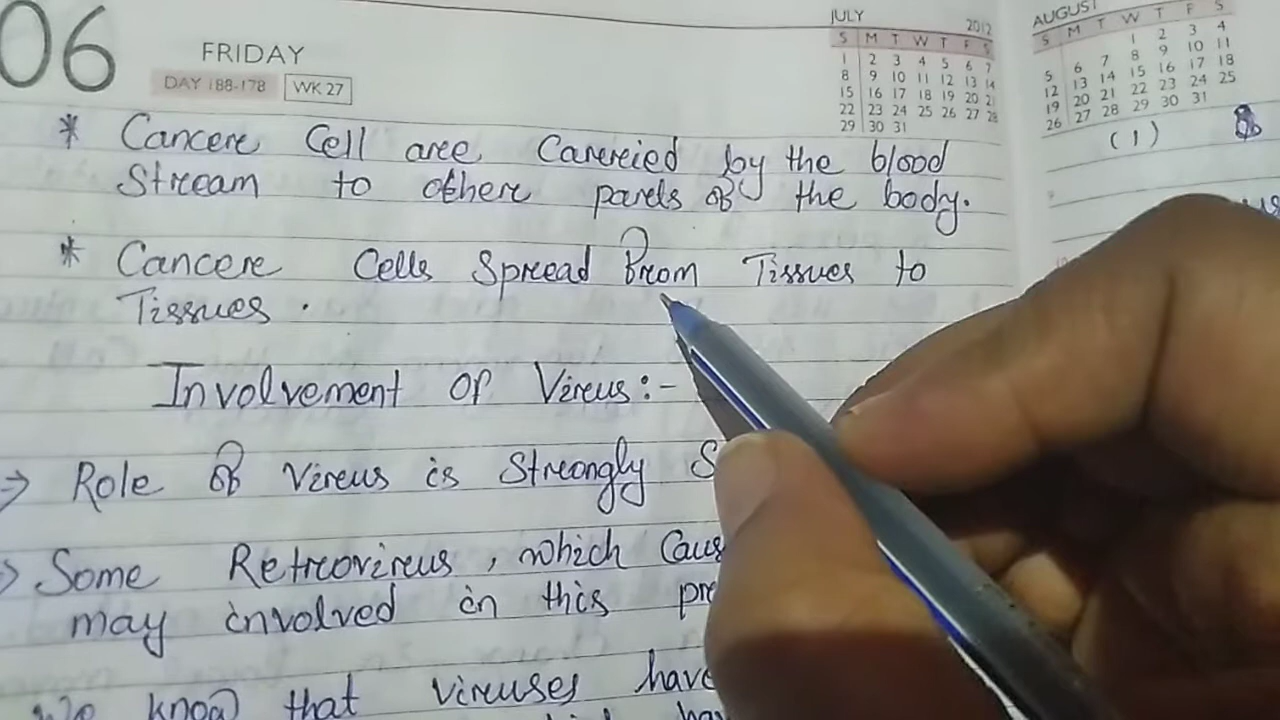 06
FRIDAY
DAY 188-178 WK 27
JULY 2012
S M T W T F S
1 2 3 4 5 6 7
8 9 10 11 12 13 14
15 16 17 18 19 20 21
22 23 24 25 26 27 28
29 30 31
AUGUST
S M T W T F S
1 2 3 4
5 6 7 8 9 10 11
12 13 14 15 16 17 18
19 20 21 22 23 24 25
26 27 28 29 30 31
(1)
* Cancer Cell are Carried by the blood
Stream to other parts of the body.
* Cancer Cells Spread From Tissues to
Tissues.
Involvement of Virus:-
→ Role of Virus is Strongly S
→ Some Retrovirus, which Caus
may involved in this pr
We know that viruses have